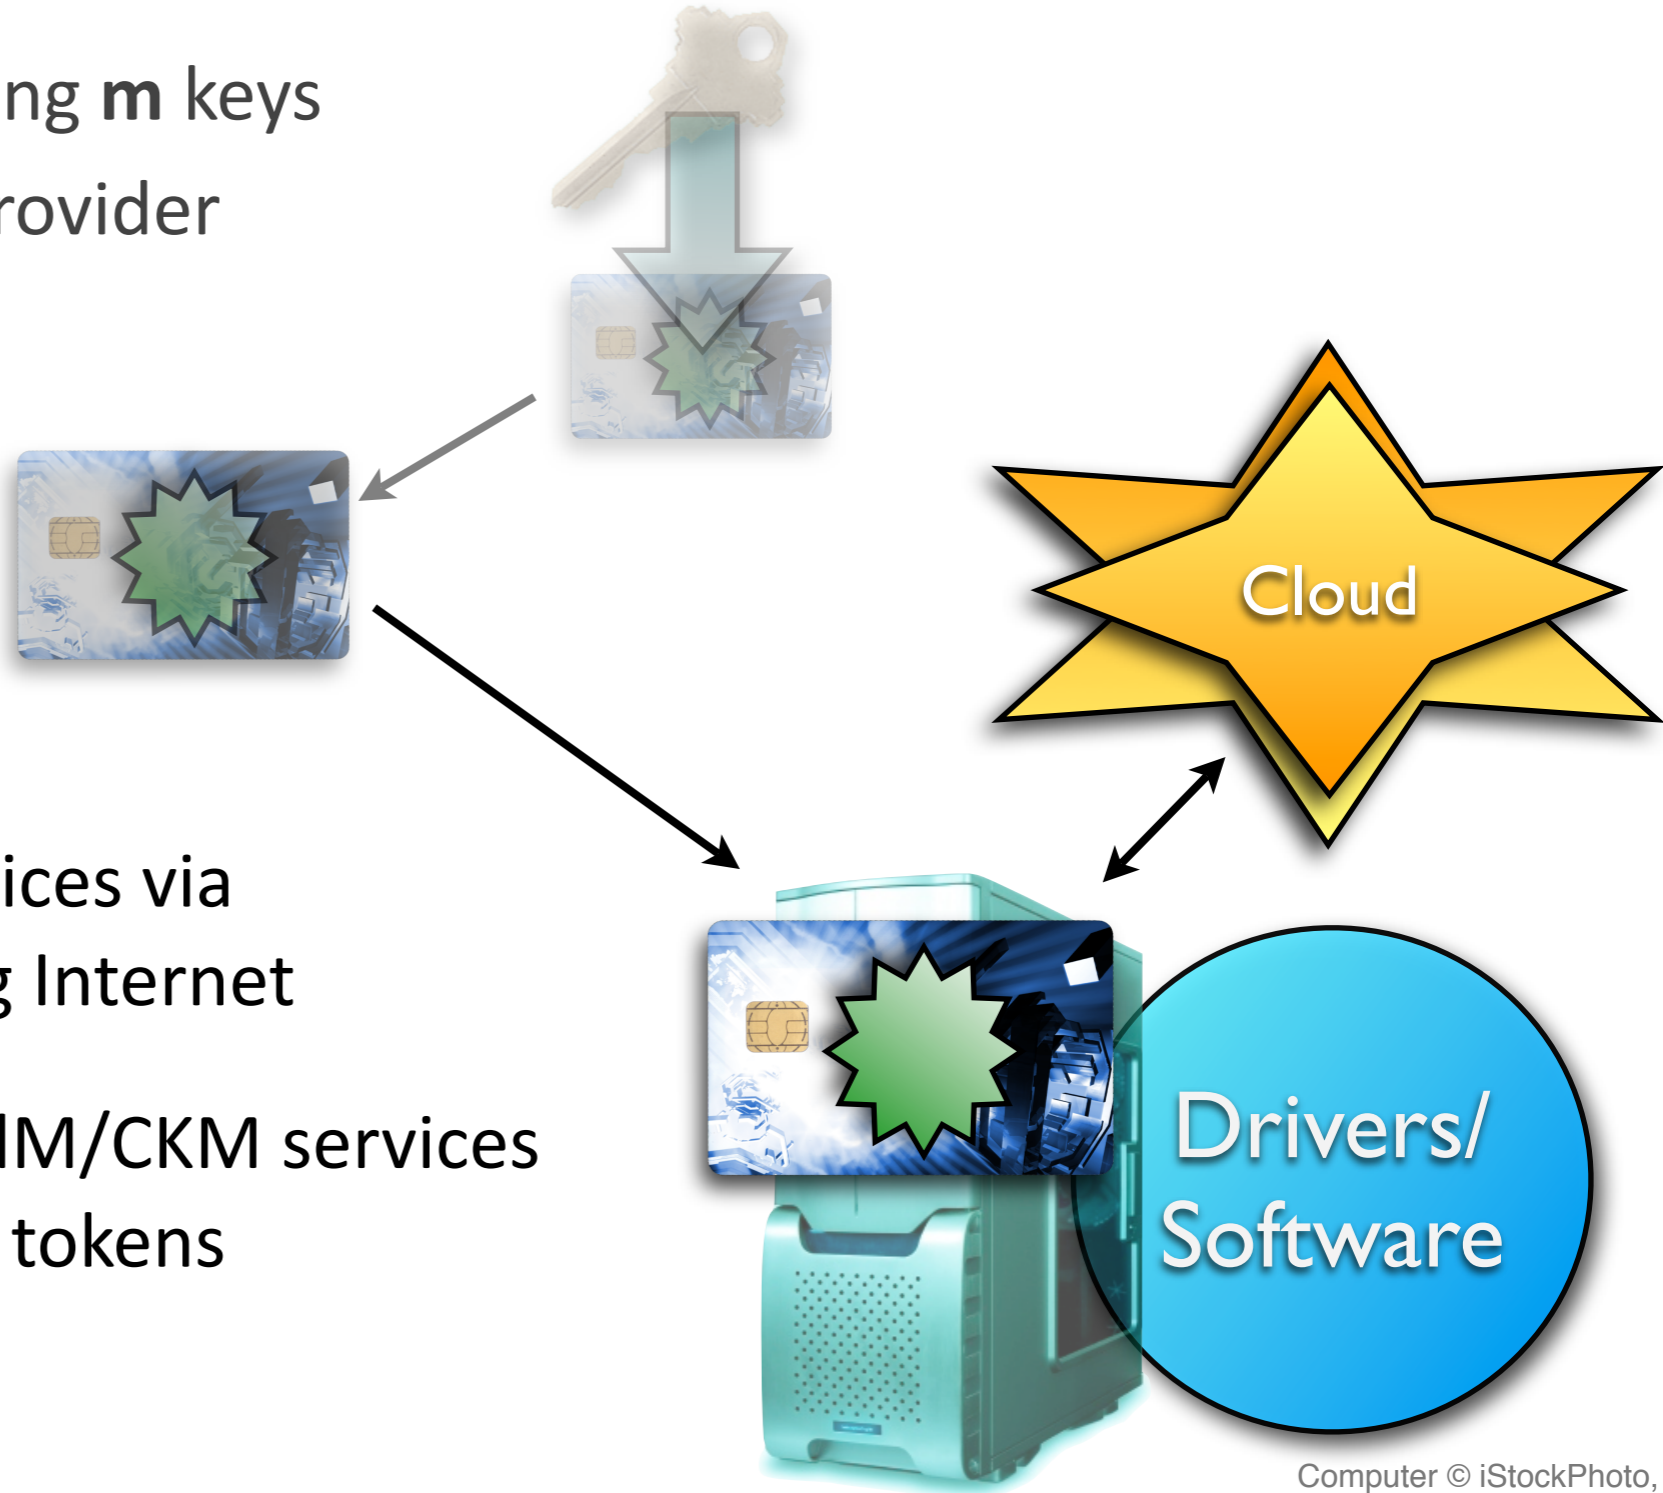 ng m keys
rovider
Cloud
ices via
g Internet
IM/CKM services
tokens
Drivers/
Software
Computer © iStockPhoto,